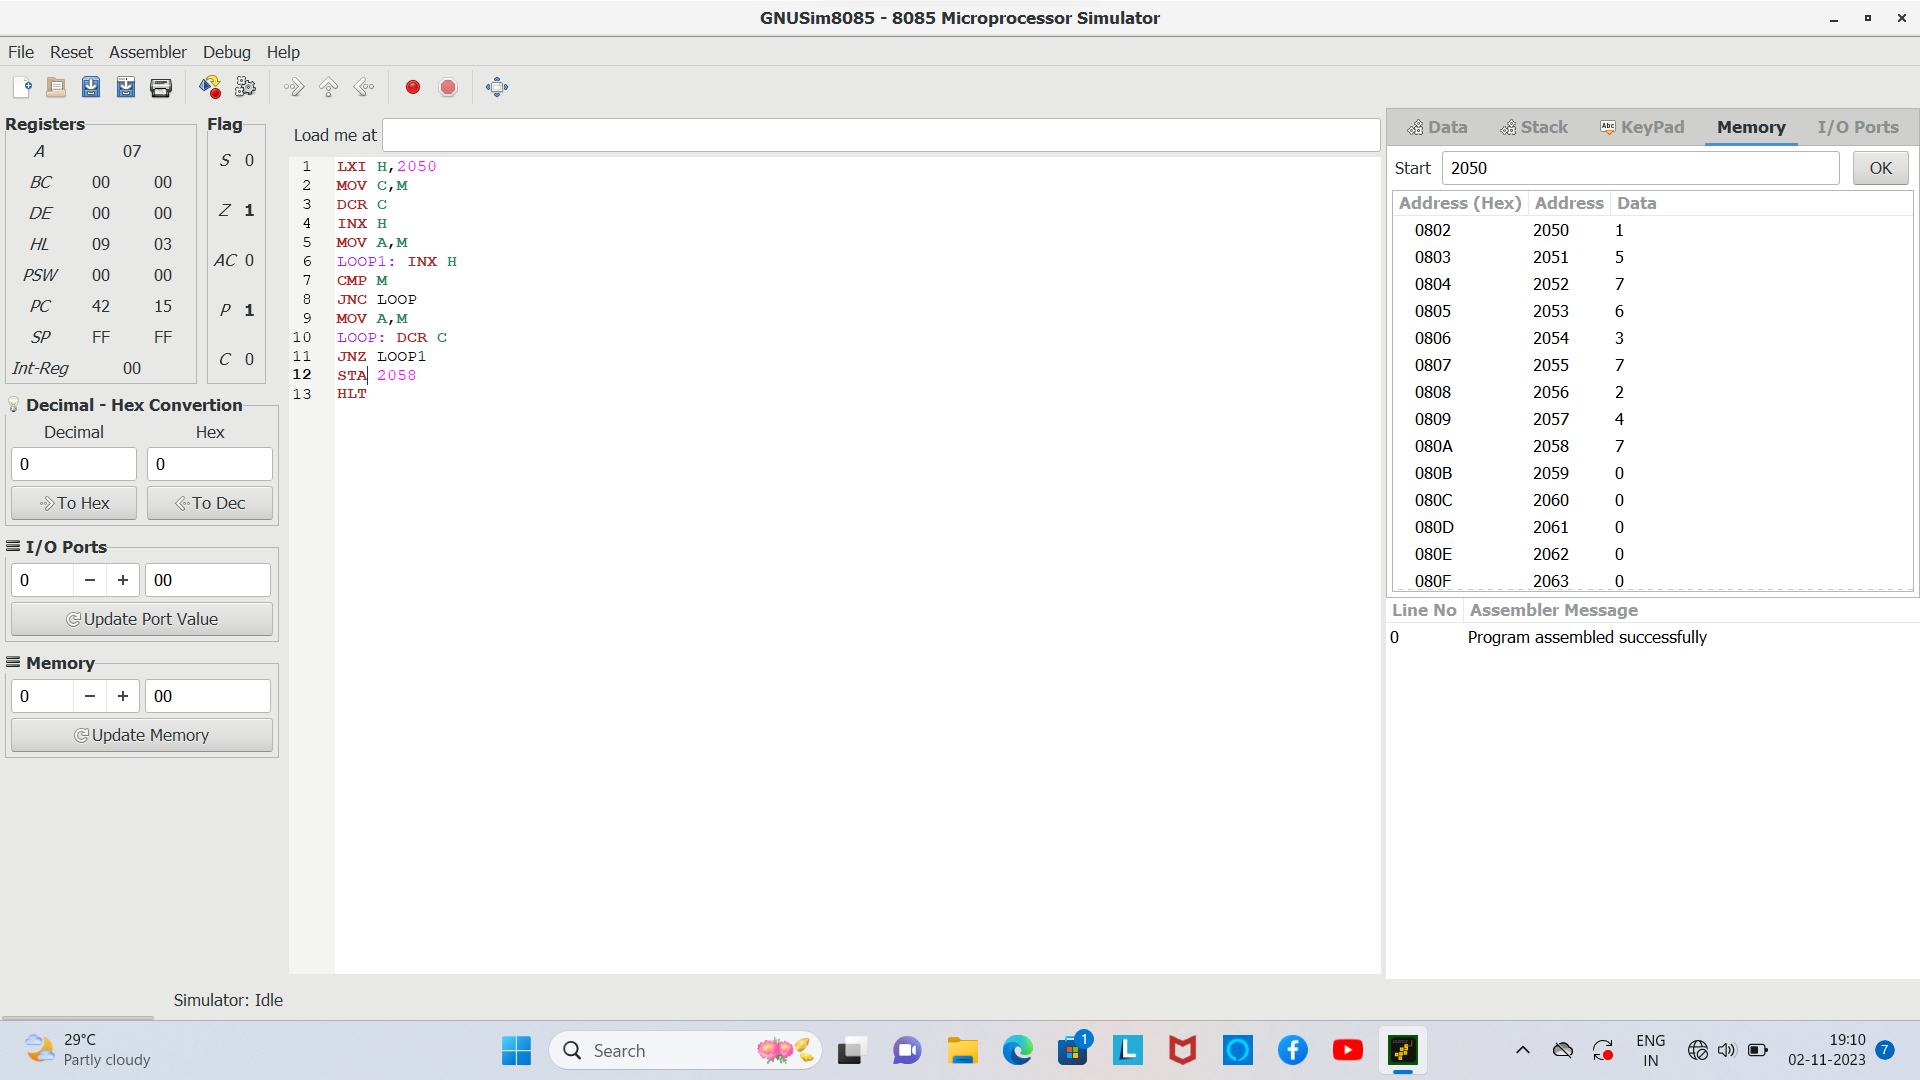 GNUSim8085 - 8085 Microprocessor Simulator
File Reset Assembler Debug Help
Registers
A 07
BC 00 00
DE 00 00
HL 09 03
PSW 00 00
PC 42 15
SP FF FF
Int-Reg 00
Flag
S 0
Z 1
AC 0
P 1
C 0
Decimal - Hex Convertion
Decimal Hex
0 0
To Hex To Dec
I/O Ports
0 − + 00
Update Port Value
Memory
0 − + 00
Update Memory
Load me at
1 LXI H,2050
2 MOV C,M
3 DCR C
4 INX H
5 MOV A,M
6 LOOP1: INX H
7 CMP M
8 JNC LOOP
9 MOV A,M
10 LOOP: DCR C
11 JNZ LOOP1
12 STA 2058
13 HLT
Data Stack Abc KeyPad Memory I/O Ports
Start 2050 OK
Address (Hex) Address Data
0802 2050 1
0803 2051 5
0804 2052 7
0805 2053 6
0806 2054 3
0807 2055 7
0808 2056 2
0809 2057 4
080A 2058 7
080B 2059 0
080C 2060 0
080D 2061 0
080E 2062 0
080F 2063 0
Line No Assembler Message
0 Program assembled successfully
Simulator: Idle
29°C
Partly cloudy
Search
1
L
ENG
IN
19:10
02-11-2023
7